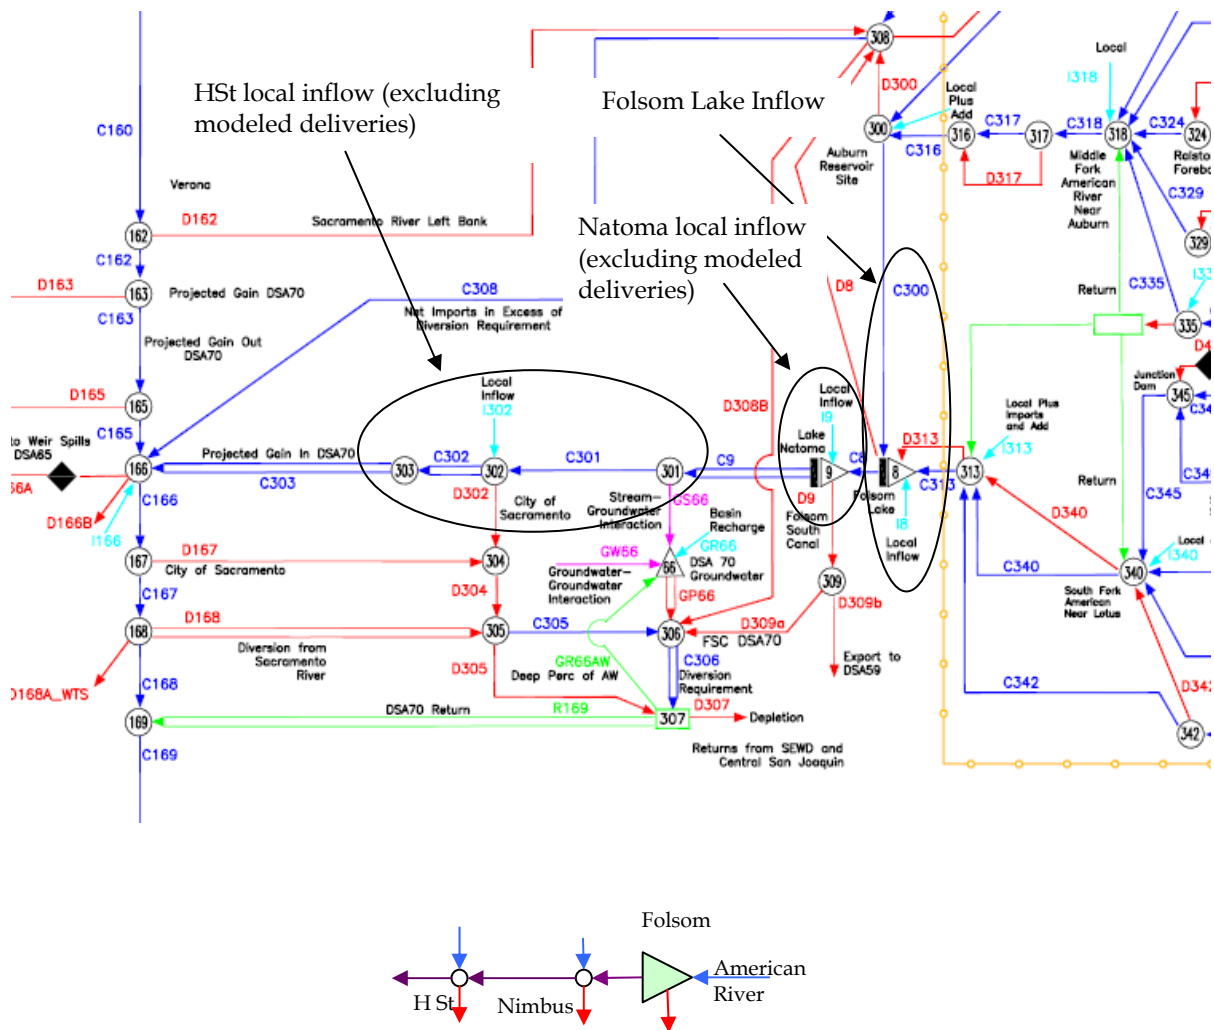 HSt local inflow (excluding
modeled deliveries)
Folsom Lake Inflow
Natoma local inflow
(excluding modeled
deliveries)
308
D300
Local
Plus
Add
300
C316
316
C317
317
C318
318
C324
324
D317
Local
I318
Auburn
Reservoir
Site
Middle
Fork
American
River
Near
Auburn
C329
329
C335
335
C160
Verona
162
D162
Sacramento River Left Bank
C162
D163
163
Projected Gain DSA70
C163
Projected Gain Out
DSA70
C308
Net Imports in Excess of
Diversion Requirement
D165
165
C165
to Weir Spills
DSA65
166
Projected Gain In DSA70
C303
303
C302
302
Local
Inflow
I302
C301
301
D302
City of
Sacramento
Stream-
Groundwater
Interaction
GS66
C9
D308B
D8
C300
Local
Inflow
I9
Lake
Natoma
9
D9
C8
8
Folsom
Lake
I8
Local
Inflow
D313
C313
313
I313
Local Plus
Imports
and Add
Return
Junction
Dam
345
C345
Return
D340
C340
340
I340
South Fork
American
Near Lotus
C342
342
D166B
I166
C166
167
D167
City of Sacramento
C167
168
D168
Diversion from
Sacramento
River
D168A_WTS
C168
169
DSA70 Return
R169
C169
304
D304
305
C305
D305
GW66
Groundwater-
Groundwater
Interaction
Basin
Recharge
GR66
66
DSA 70
Groundwater
GP66
306
FSC DSA70
GR66AW
Deep Perc of AW
C306
Diversion
Requirement
307
D307
Depletion
Returns from SEWD and
Central San Joaquin
Folsom
South
Canal
309
D309a
D309b
Export to
DSA59
Folsom
American
River
H St
Nimbus